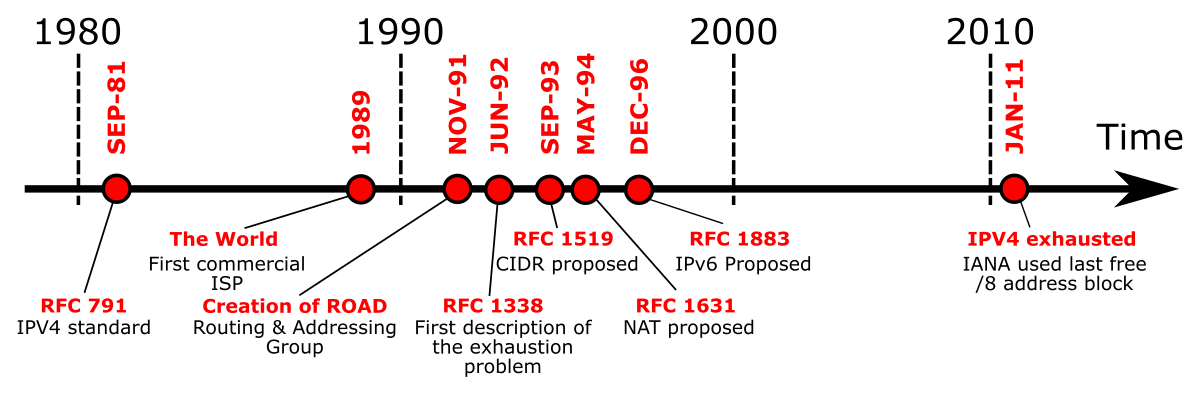 1980
1990
2000
2010
SEP-81
1989
NOV-91
JUN-92
SEP-93
MAY-94
DEC-96
JAN-11
Time
The World
First commercial
ISP
RFC 1519
CIDR proposed
RFC 1883
IPv6 Proposed
IPV4 exhausted
IANA used last free
/8 address block
RFC 791
IPV4 standard
Creation of ROAD
Routing & Addressing
Group
RFC 1338
First description of
the exhaustion
problem
RFC 1631
NAT proposed